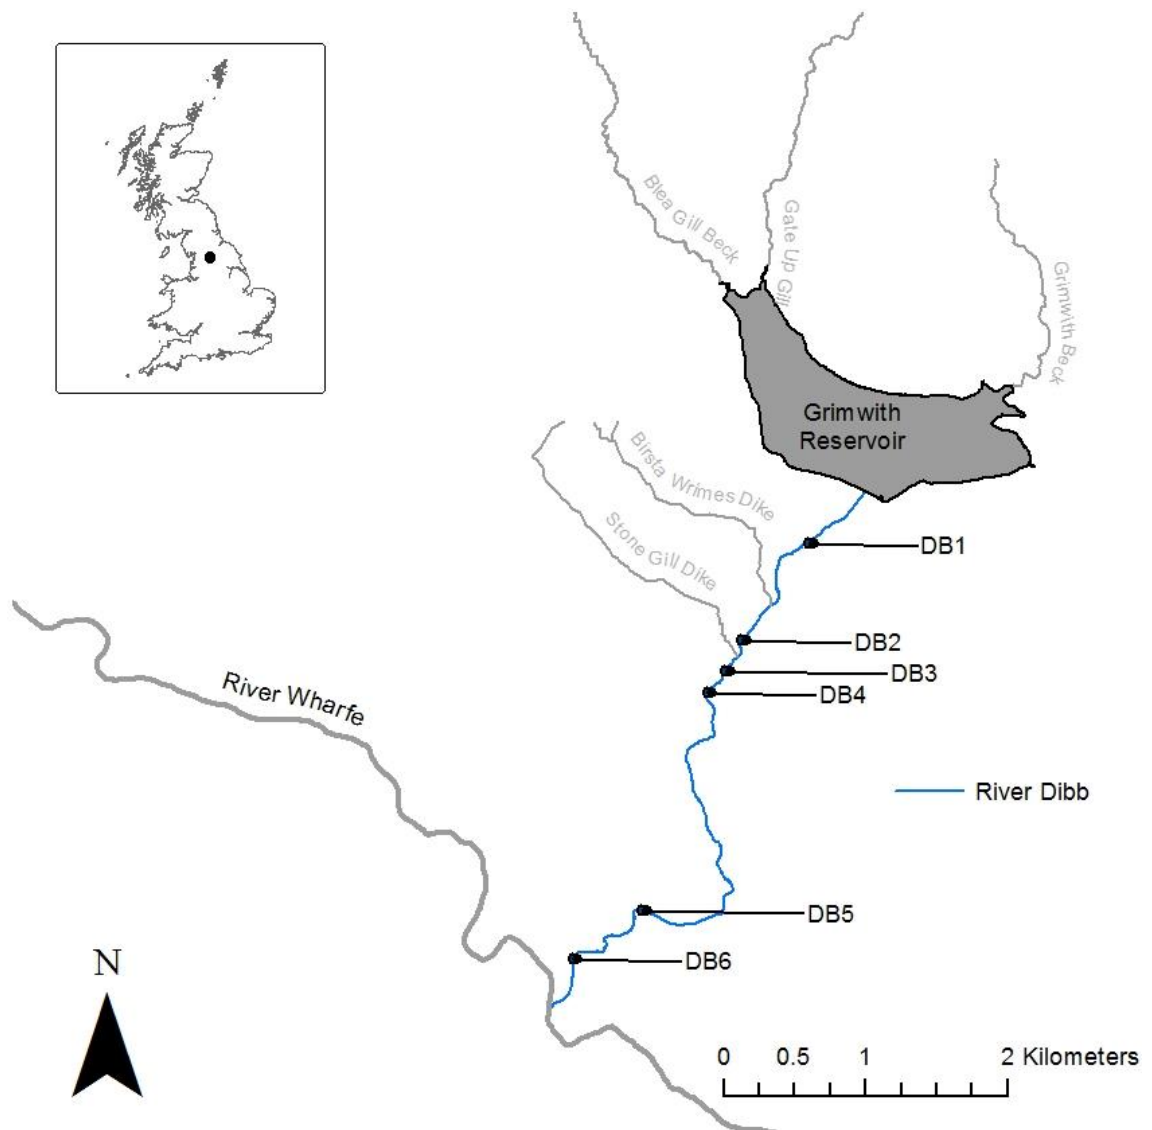 Blea Gill Beck
Gate Up Gill
Grimwith Beck
Grimwith
Reservoir
Birsta Wrimes Dike
Stone Gill Dike
DB1
DB2
DB3
DB4
River Wharfe
River Dibb
DB5
DB6
N
0 0.5 1 2 Kilometers